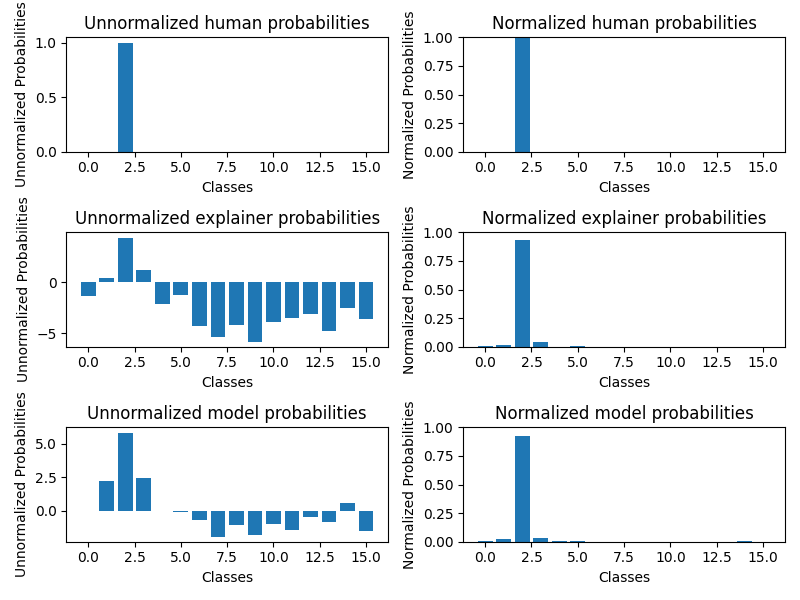 Unnormalized human probabilities
Unnormalized Probabilities
1.0
0.5
0.0
0.0 2.5 5.0 7.5 10.0 12.5 15.0
Classes
Normalized human probabilities
Normalized Probabilities
1.00
0.75
0.50
0.25
0.00
0.0 2.5 5.0 7.5 10.0 12.5 15.0
Classes
Unnormalized explainer probabilities
Unnormalized Probabilities
0
−5
0.0 2.5 5.0 7.5 10.0 12.5 15.0
Classes
Normalized explainer probabilities
Normalized Probabilities
1.00
0.75
0.50
0.25
0.00
0.0 2.5 5.0 7.5 10.0 12.5 15.0
Classes
Unnormalized model probabilities
Unnormalized Probabilities
5.0
2.5
0.0
0.0 2.5 5.0 7.5 10.0 12.5 15.0
Classes
Normalized model probabilities
Normalized Probabilities
1.00
0.75
0.50
0.25
0.00
0.0 2.5 5.0 7.5 10.0 12.5 15.0
Classes